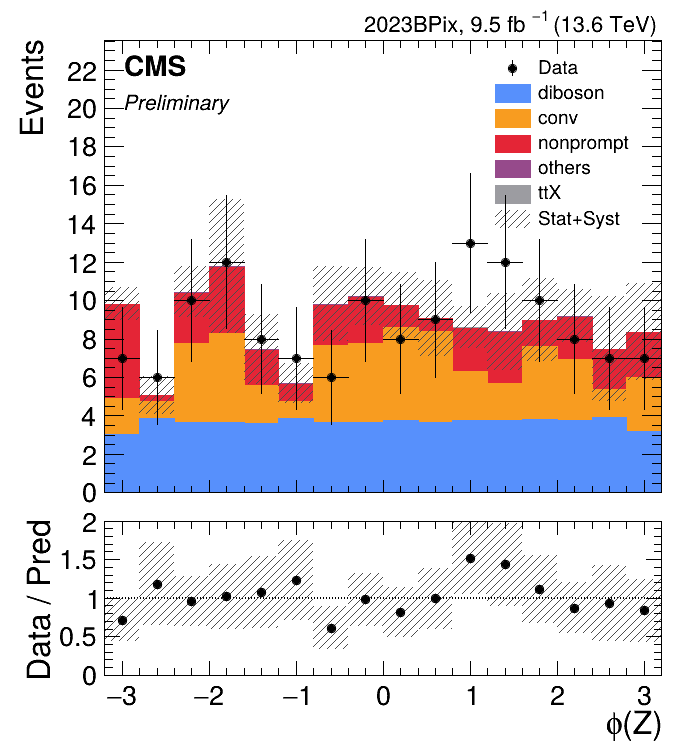 2023BPix, 9.5 fb⁻¹ (13.6 TeV)
Events
CMS
Preliminary
Data
diboson
conv
nonprompt
others
ttX
Stat+Syst
22
20
18
16
14
12
10
8
6
4
2
0
Data / Pred
2
1.5
1
0.5
0
−3 −2 −1 0 1 2 3
ϕ(Z)